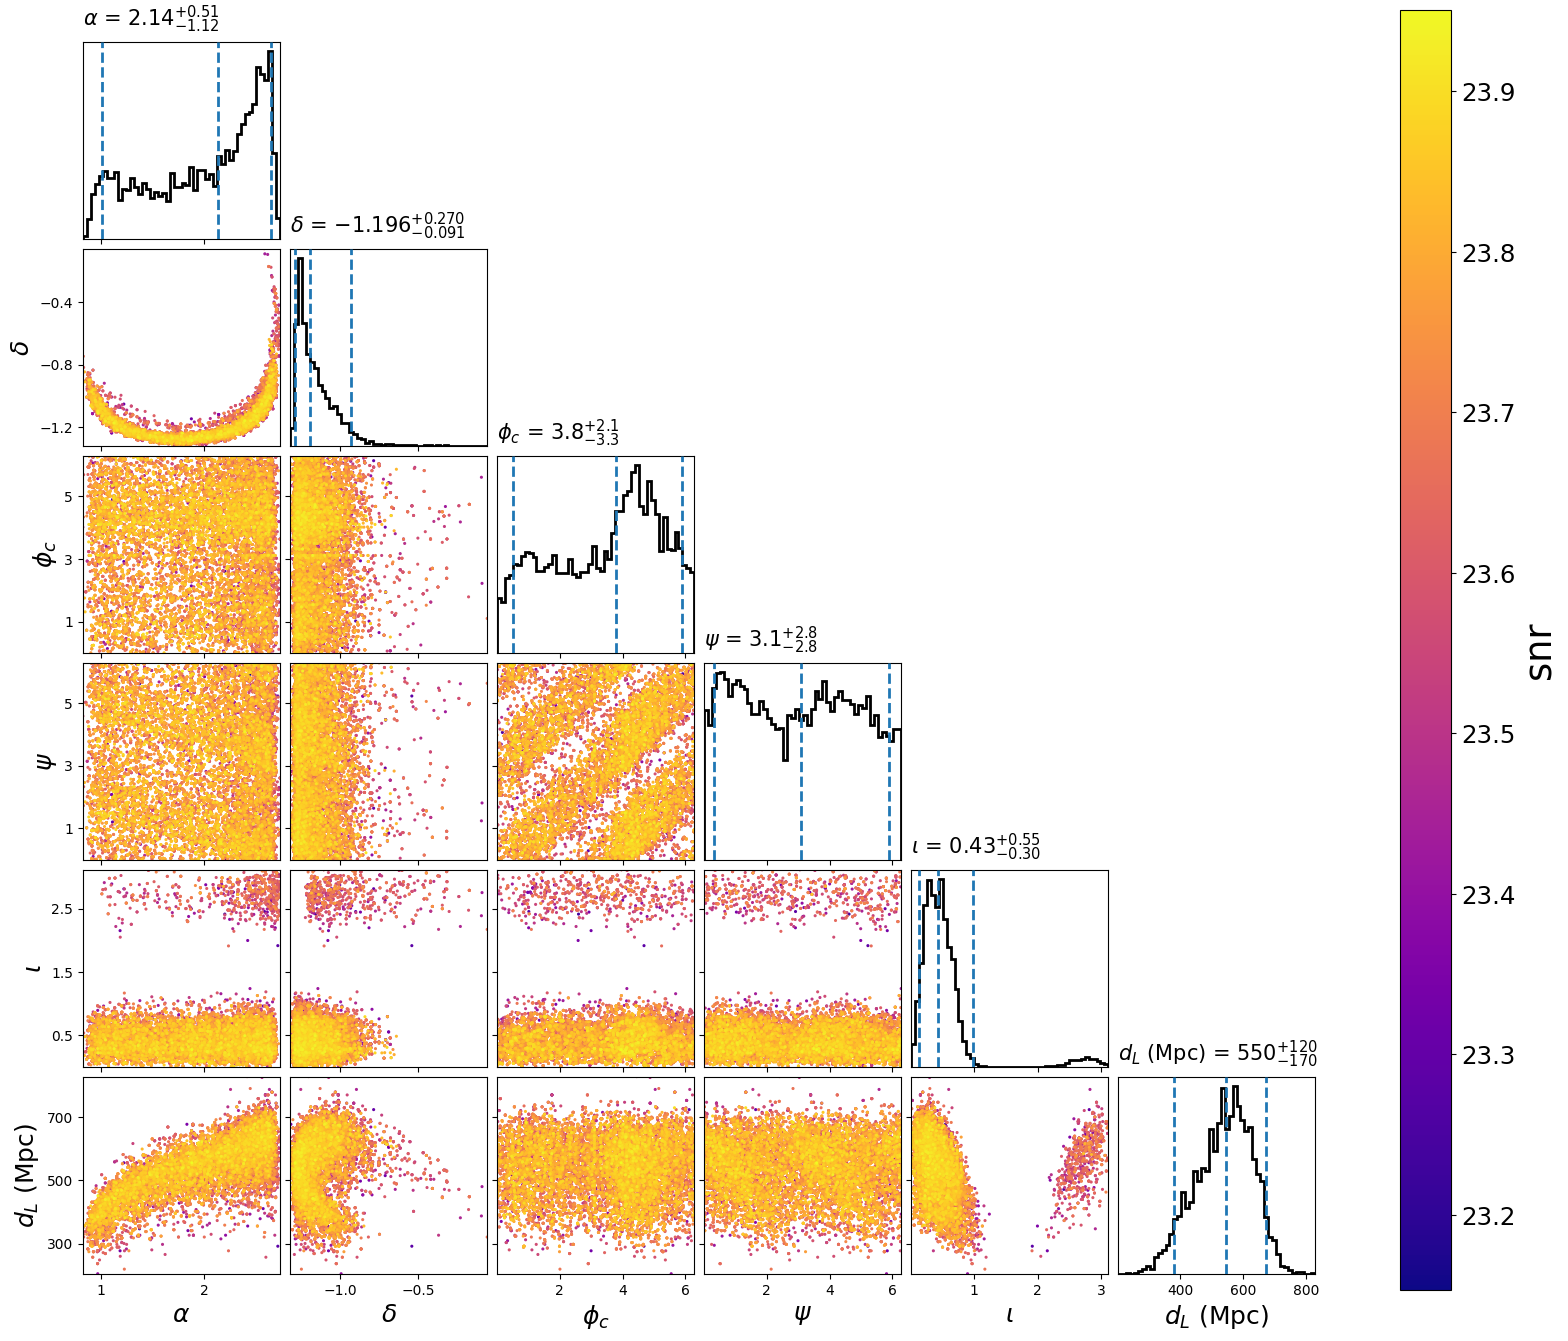 α = 2.14^{+0.51}_{−1.12}
δ = −1.196^{+0.270}_{−0.091}
ϕ_c = 3.8^{+2.1}_{−3.3}
ψ = 3.1^{+2.8}_{−2.8}
ι = 0.43^{+0.55}_{−0.30}
d_L (Mpc) = 550^{+120}_{−170}
δ
−0.4
−0.8
−1.2
ϕ_c
5
3
1
ψ
5
3
1
ι
2.5
1.5
0.5
d_L (Mpc)
700
500
300
1 2
α
−1.0 −0.5
δ
2 4 6
ϕ_c
2 4 6
ψ
1 2 3
ι
400 600 800
d_L (Mpc)
23.9
23.8
23.7
23.6
23.5
23.4
23.3
23.2
snr